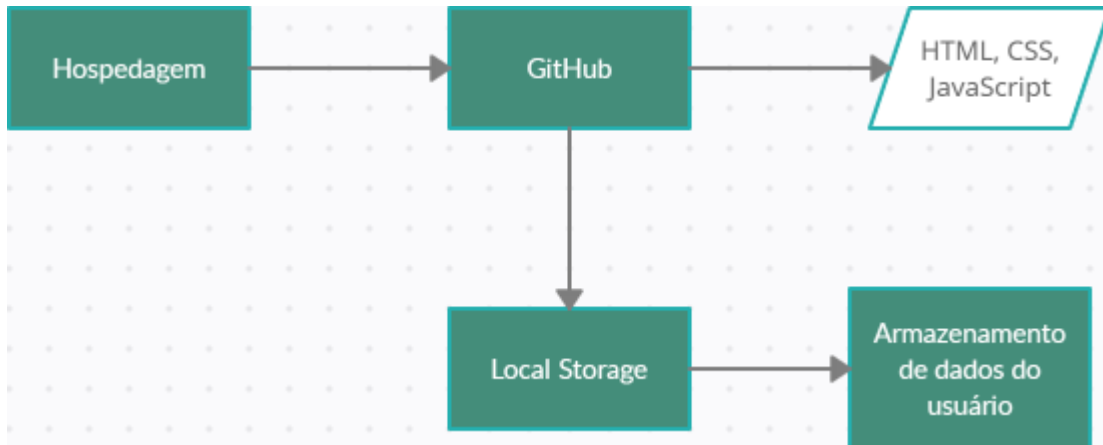 Hospedagem
GitHub
HTML, CSS,
JavaScript
Local Storage
Armazenamento
de dados do
usuário